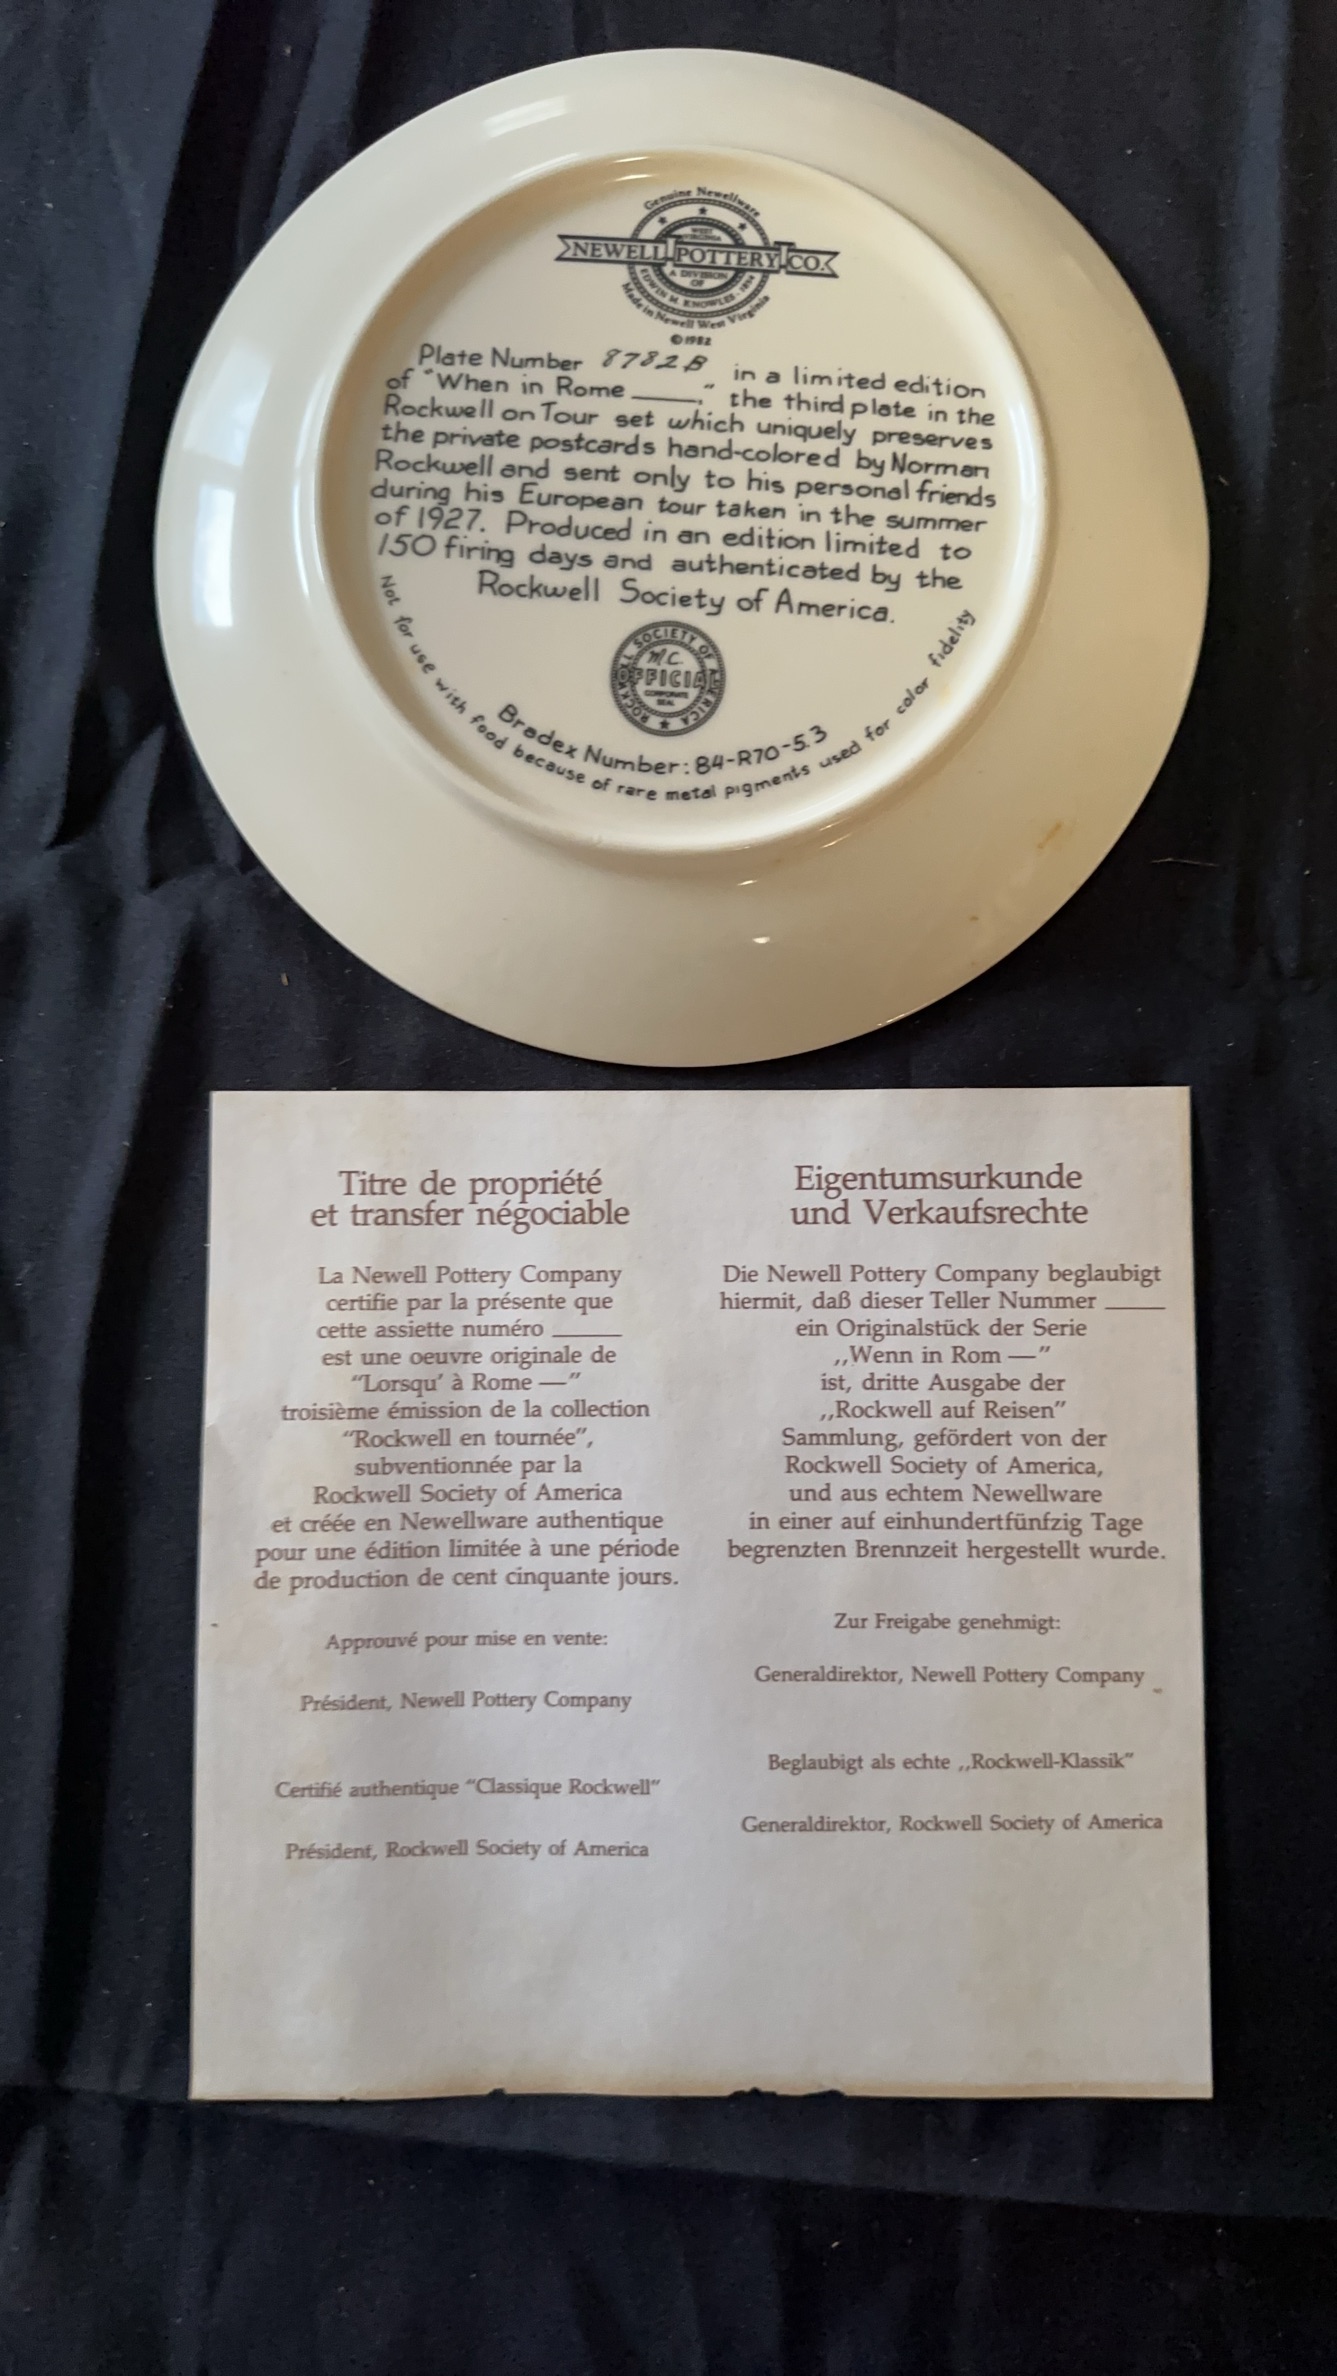 Genuine Newellware
WEST
VIRGINIA
NEWELL POTTERY CO.
A DIVISION
OF
EDWIN M. KNOWLES · 1894
Made in Newell West Virginia
©1982
Plate Number 8782B in a limited edition
of "When in Rome ____," the third plate in the
Rockwell on Tour set which uniquely preserves
the private postcards hand-colored by Norman
Rockwell and sent only to his personal friends
during his European tour taken in the summer
of 1927. Produced in an edition limited to
150 firing days and authenticated by the
Rockwell Society of America.
ROCKWELL SOCIETY OF AMERICA ★
M.C.
OFFICIAL
CORPORATE
SEAL
Bradex Number: 84-R70-5.3
Not for use with food because of rare metal pigments used for color fidelity
Titre de propriété
et transfer négociable
La Newell Pottery Company
certifie par la présente que
cette assiette numéro _____
est une oeuvre originale de
“Lorsqu' à Rome —”
troisième émission de la collection
“Rockwell en tournée”,
subventionnée par la
Rockwell Society of America
et créée en Newellware authentique
pour une édition limitée à une période
de production de cent cinquante jours.
Approuvé pour mise en vente:
Président, Newell Pottery Company
Certifié authentique “Classique Rockwell”
Président, Rockwell Society of America
Eigentumsurkunde
und Verkaufsrechte
Die Newell Pottery Company beglaubigt
hiermit, daß dieser Teller Nummer _____
ein Originalstück der Serie
,,Wenn in Rom —”
ist, dritte Ausgabe der
,,Rockwell auf Reisen”
Sammlung, gefördert von der
Rockwell Society of America,
und aus echtem Newellware
in einer auf einhundertfünfzig Tage
begrenzten Brennzeit hergestellt wurde.
Zur Freigabe genehmigt:
Generaldirektor, Newell Pottery Company
Beglaubigt als echte ,,Rockwell-Klassik”
Generaldirektor, Rockwell Society of America